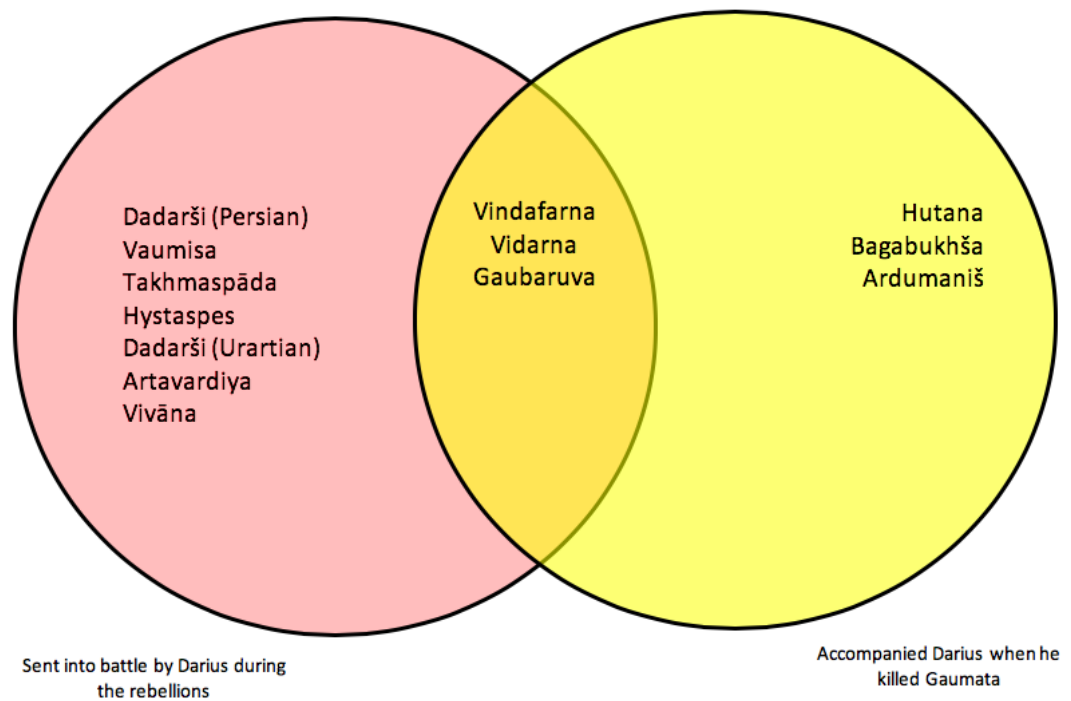 Dadarši (Persian)
Vaumisa
Takhmaspāda
Hystaspes
Dadarši (Urartian)
Artavardiya
Vivāna
Vindafarna
Vidarna
Gaubaruva
Hutana
Bagabukhša
Ardumaniš
Sent into battle by Darius during
the rebellions
Accompanied Darius when he
killed Gaumata